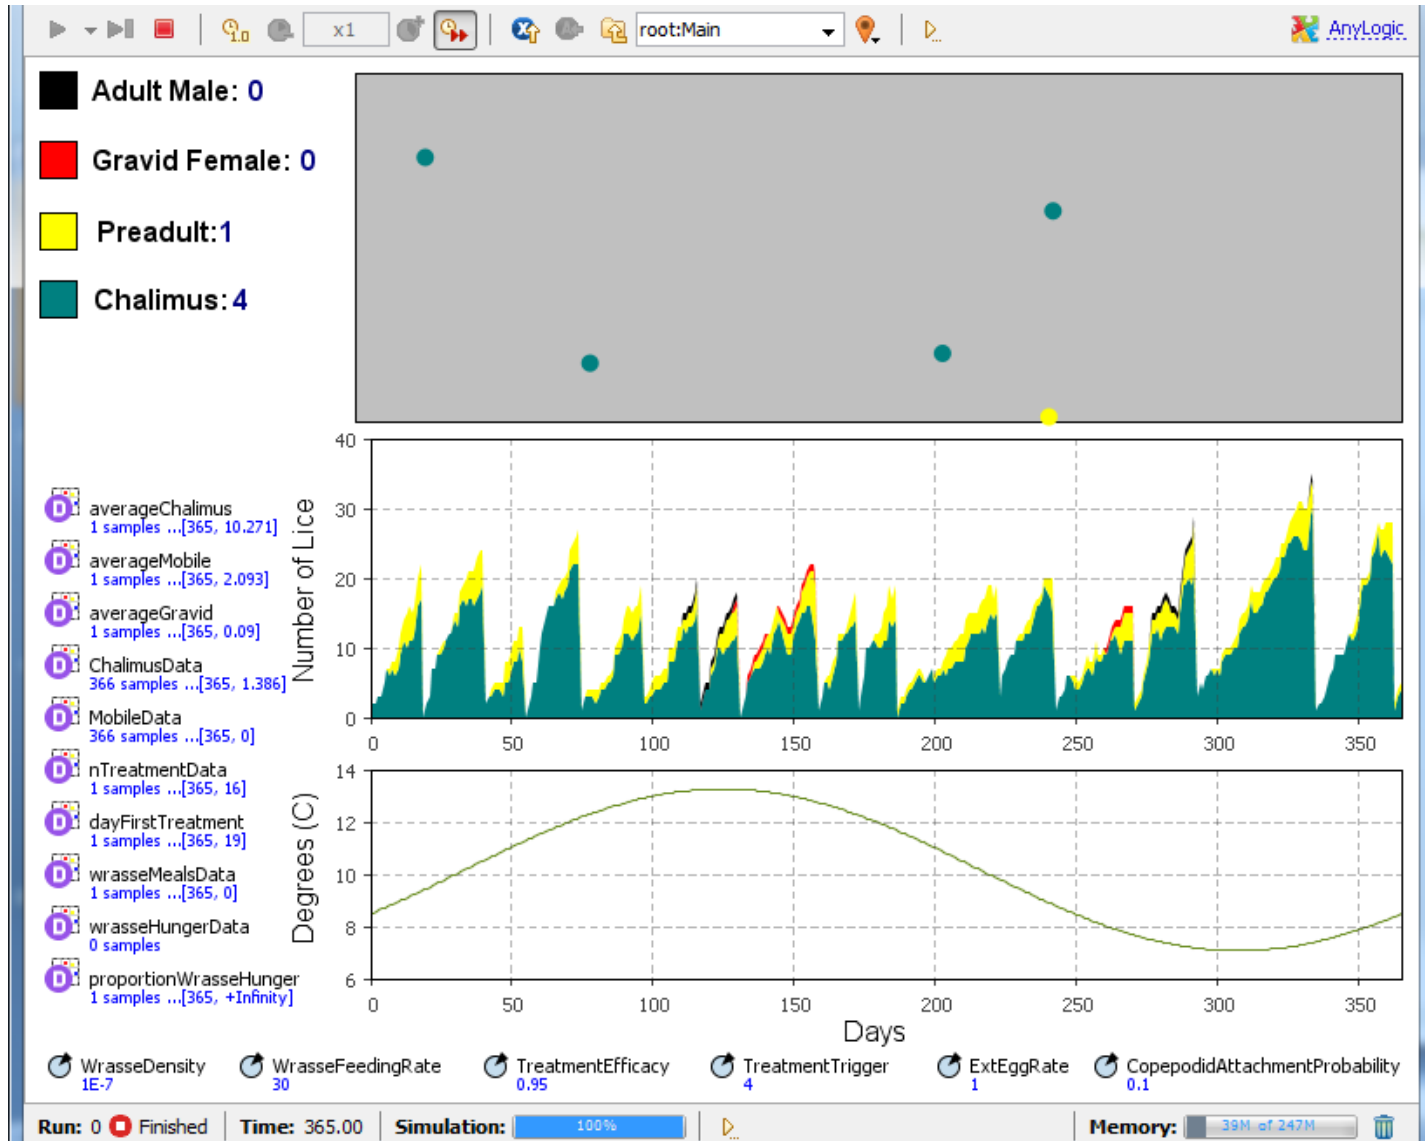 x1
root:Main
AnyLogic
Adult Male: 0
Gravid Female: 0
Preadult:1
Chalimus: 4
averageChalimus
1 samples ...[365, 10.271]
averageMobile
1 samples ...[365, 2.093]
averageGravid
1 samples ...[365, 0.09]
ChalimusData
366 samples ...[365, 1.386]
MobileData
366 samples ...[365, 0]
nTreatmentData
1 samples ...[365, 16]
dayFirstTreatment
1 samples ...[365, 19]
wrasseMealsData
1 samples ...[365, 0]
wrasseHungerData
0 samples
proportionWrasseHunger
1 samples ...[365, +Infinity]
Number of Lice
40
30
20
10
0
0 50 100 150 200 250 300 350
Degrees (C)
14
12
10
8
6
0 50 100 150 200 250 300 350
Days
WrasseDensity
1E-7
WrasseFeedingRate
30
TreatmentEfficacy
0.95
TreatmentTrigger
4
ExtEggRate
1
CopepodidAttachmentProbability
0.1
Run: 0 Finished Time: 365.00 Simulation: 100% Memory: 39M of 247M